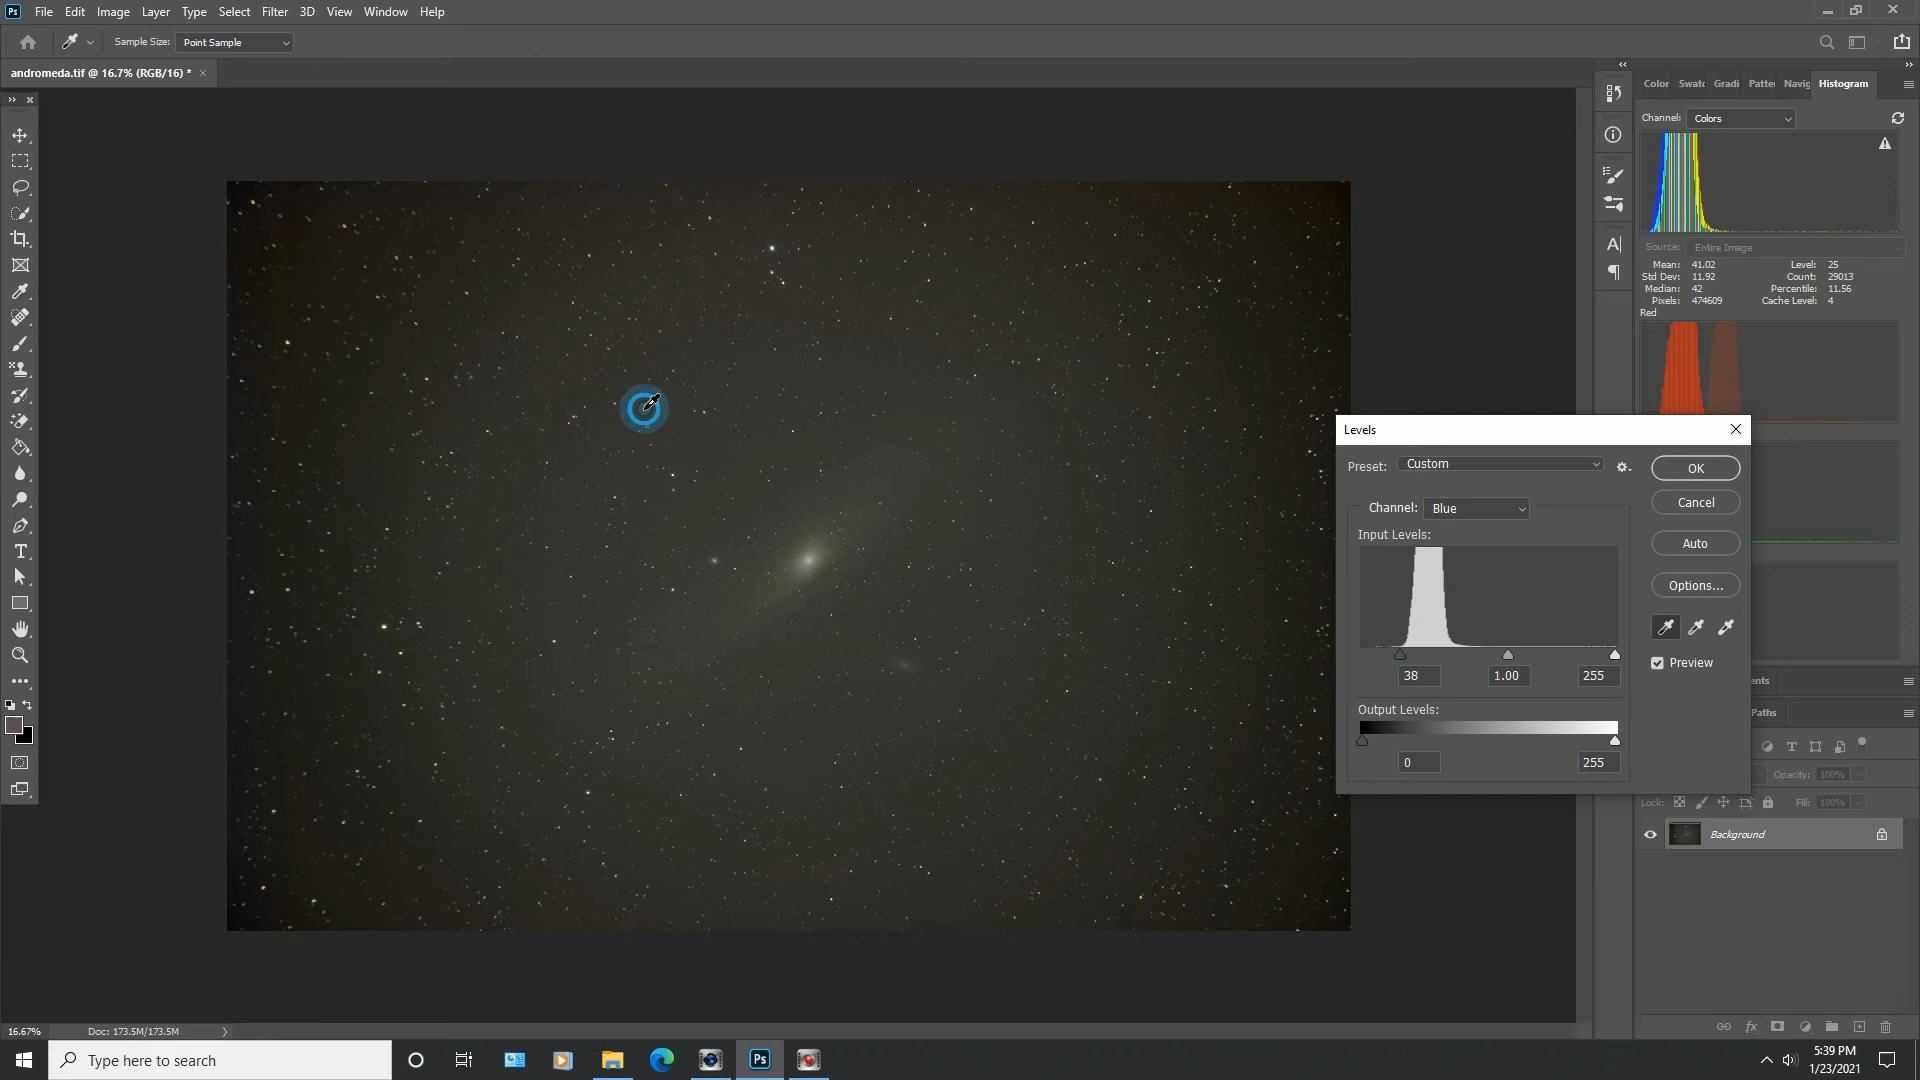 Ps File Edit Image Layer Type Select Filter 3D View Window Help
Sample Size: Point Sample
andromeda.tif @ 16.7% (RGB/16) *
Color Swatc Gradi Patter Navig Histogram
Channel: Colors
Source: Entire Image
Mean: 41.02 Level: 25
Std Dev: 11.92 Count: 29013
Median: 42 Percentile: 11.56
Pixels: 474609 Cache Level: 4
Red
Levels
Preset: Custom
OK
Channel: Blue
Cancel
Input Levels:
Auto
Options...
Preview
38 1.00 255
Output Levels:
0 255
ents
Paths
Opacity: 100%
Lock: Fill: 100%
Background
16.67% Doc: 173.5M/173.5M
Type here to search
Ps
5:39 PM
1/23/2021